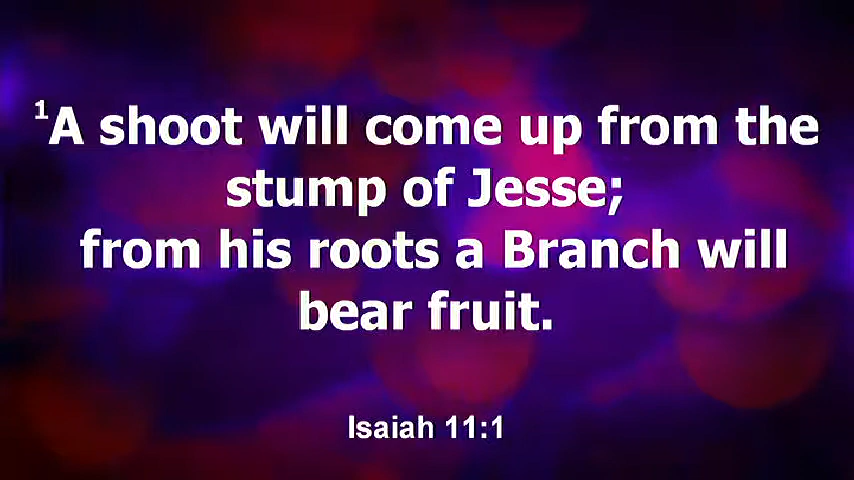 ¹A shoot will come up from the
stump of Jesse;
from his roots a Branch will
bear fruit.
Isaiah 11:1